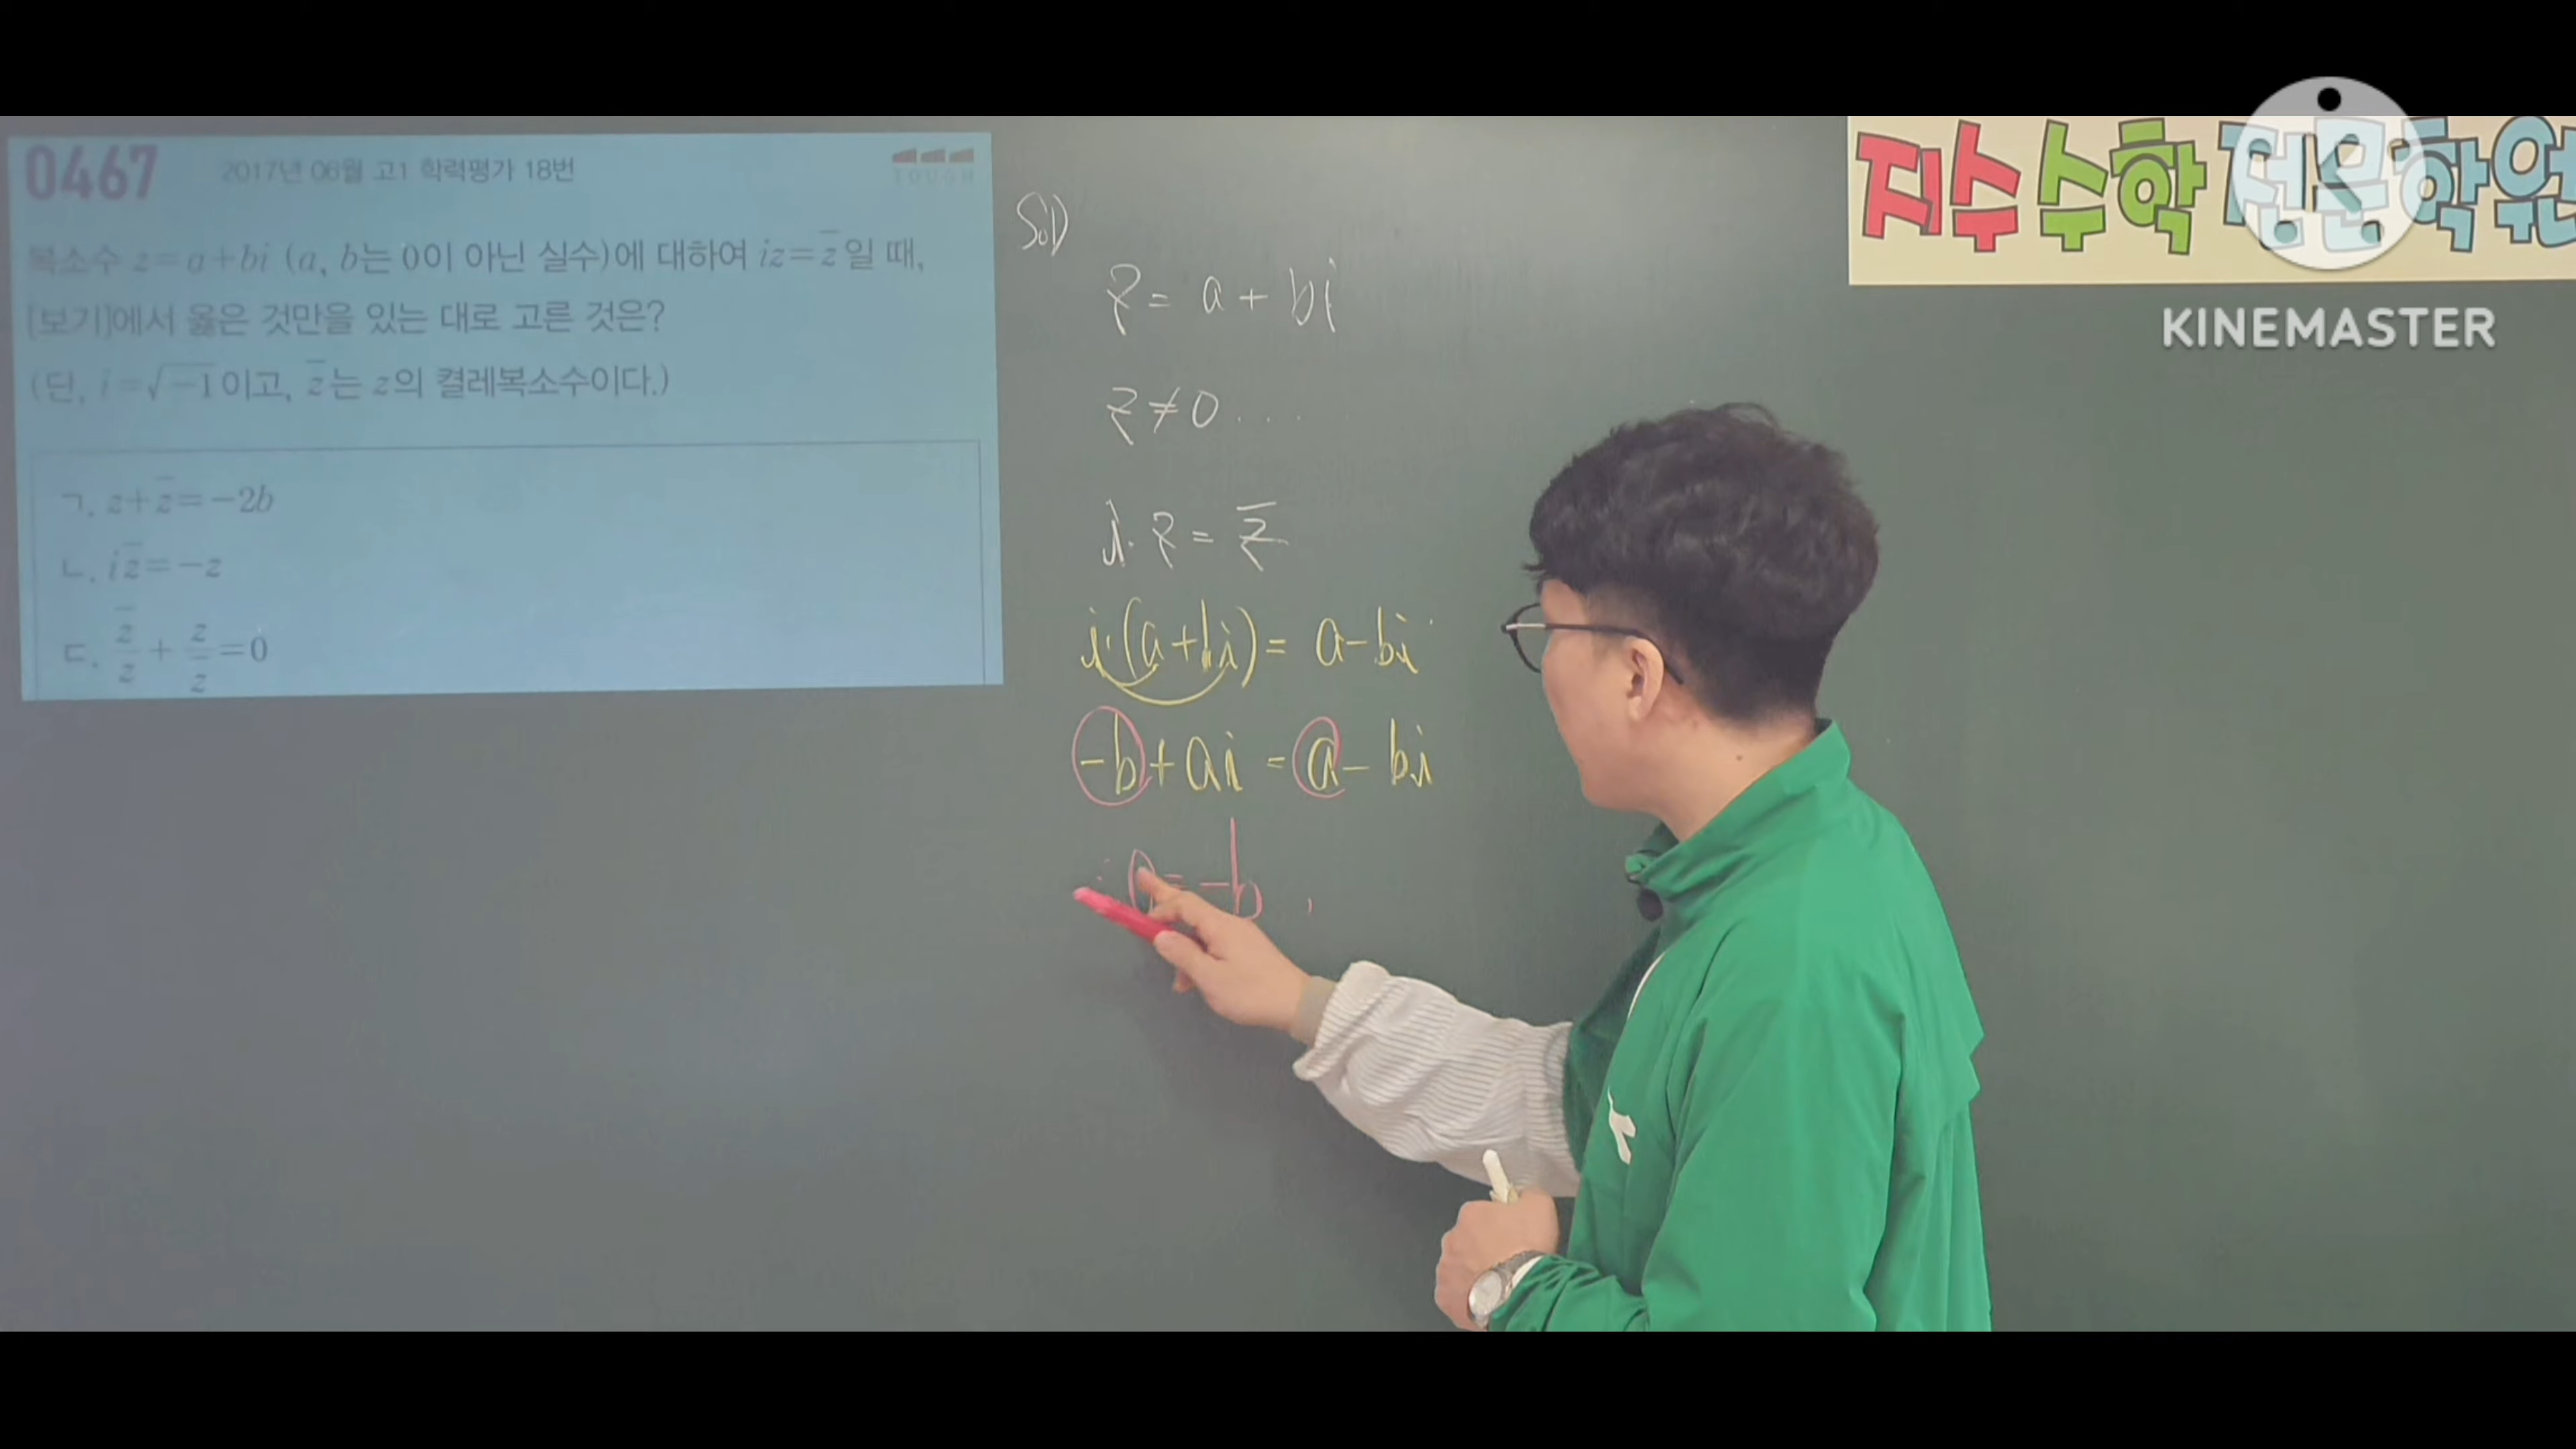 0467 2017년 06월 고1 학력평가 18번
TOUGH
복소수 z=a+bi (a, b는 0이 아닌 실수)에 대하여 iz=z̅일 때,
[보기]에서 옳은 것만을 있는 대로 고른 것은?
(단, i=√-1이고, z̅는 z의 켤레복소수이다.)
ㄱ. z+z̅=-2b
ㄴ. iz̅=-z
ㄷ. z̅/z + z/z̅ =0
Sol)
z = a + bi
z ≠ 0 ...
i·z = z̅
i·(a+bi) = a-bi
-b+ai = a-bi
∴ a = -b,
지수수학 전문학원
KINEMASTER